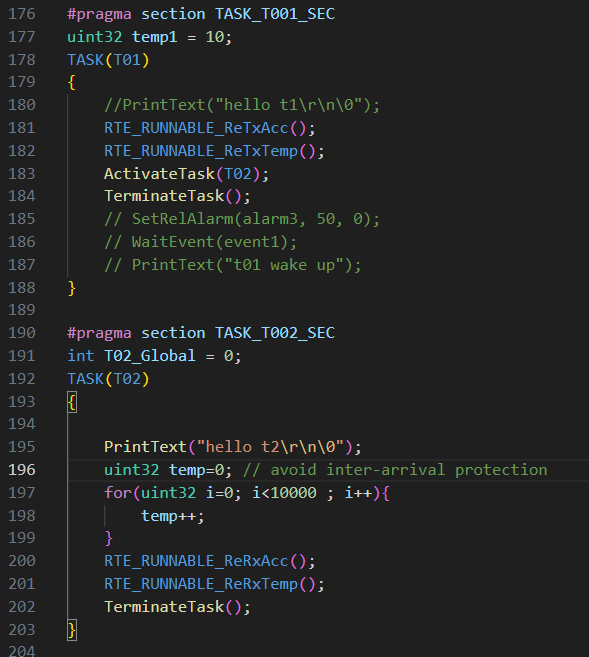 176 #pragma section TASK_T001_SEC
177 uint32 temp1 = 10;
178 TASK(T01)
179 {
180     //PrintText("hello t1\r\n\0");
181     RTE_RUNNABLE_ReTxAcc();
182     RTE_RUNNABLE_ReTxTemp();
183     ActivateTask(T02);
184     TerminateTask();
185     // SetRelAlarm(alarm3, 50, 0);
186     // WaitEvent(event1);
187     // PrintText("t01 wake up");
188 }
189
190 #pragma section TASK_T002_SEC
191 int T02_Global = 0;
192 TASK(T02)
193 {
194
195     PrintText("hello t2\r\n\0");
196     uint32 temp=0; // avoid inter-arrival protection
197     for(uint32 i=0; i<10000 ; i++){
198         temp++;
199     }
200     RTE_RUNNABLE_ReRxAcc();
201     RTE_RUNNABLE_ReRxTemp();
202     TerminateTask();
203 }
204